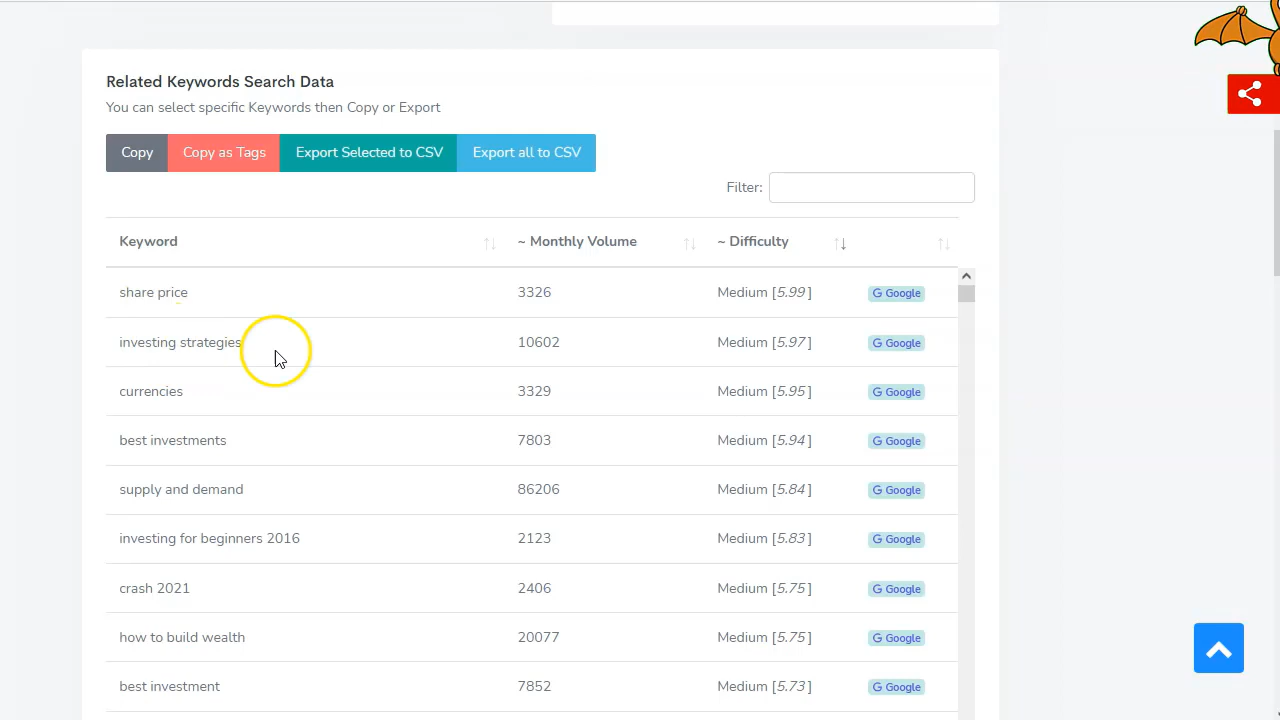 Related Keywords Search Data
You can select specific Keywords then Copy or Export
Copy Copy as Tags Export Selected to CSV Export all to CSV
Filter:
Keyword ~ Monthly Volume ~ Difficulty
share price 3326 Medium [5.99 ] G Google
investing strategies 10602 Medium [5.97 ] G Google
currencies 3329 Medium [5.95 ] G Google
best investments 7803 Medium [5.94 ] G Google
supply and demand 86206 Medium [5.84 ] G Google
investing for beginners 2016 2123 Medium [5.83 ] G Google
crash 2021 2406 Medium [5.75 ] G Google
how to build wealth 20077 Medium [5.75 ] G Google
best investment 7852 Medium [5.73 ] G Google